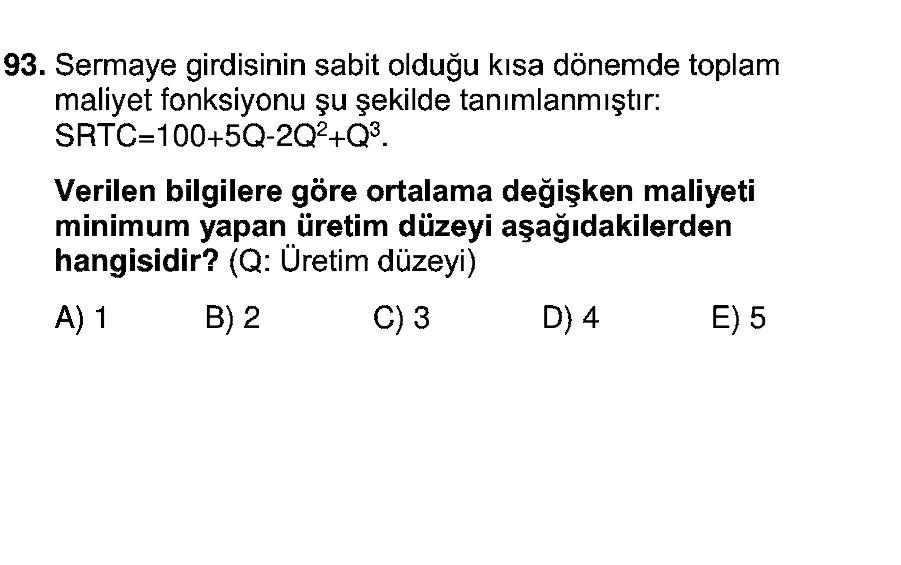 93. Sermaye girdisinin sabit olduğu kısa dönemde toplam
maliyet fonksiyonu şu şekilde tanımlanmıştır:
SRTC=100+5Q-2Q²+Q³.
Verilen bilgilere göre ortalama değişken maliyeti
minimum yapan üretim düzeyi aşağıdakilerden
hangisidir? (Q: Üretim düzeyi)
A) 1 B) 2 C) 3 D) 4 E) 5